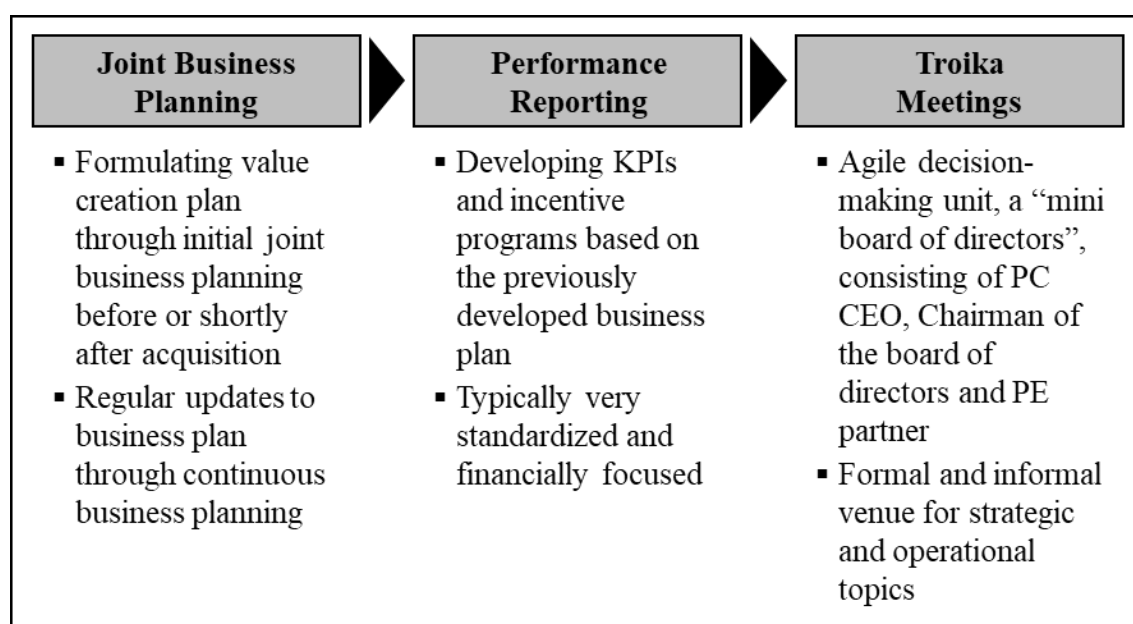 Joint Business
Planning
▪ Formulating value
creation plan
through initial joint
business planning
before or shortly
after acquisition
▪ Regular updates to
business plan
through continuous
business planning
Performance
Reporting
▪ Developing KPIs
and incentive
programs based on
the previously
developed business
plan
▪ Typically very
standardized and
financially focused
Troika
Meetings
▪ Agile decision-
making unit, a “mini
board of directors”,
consisting of PC
CEO, Chairman of
the board of
directors and PE
partner
▪ Formal and informal
venue for strategic
and operational
topics